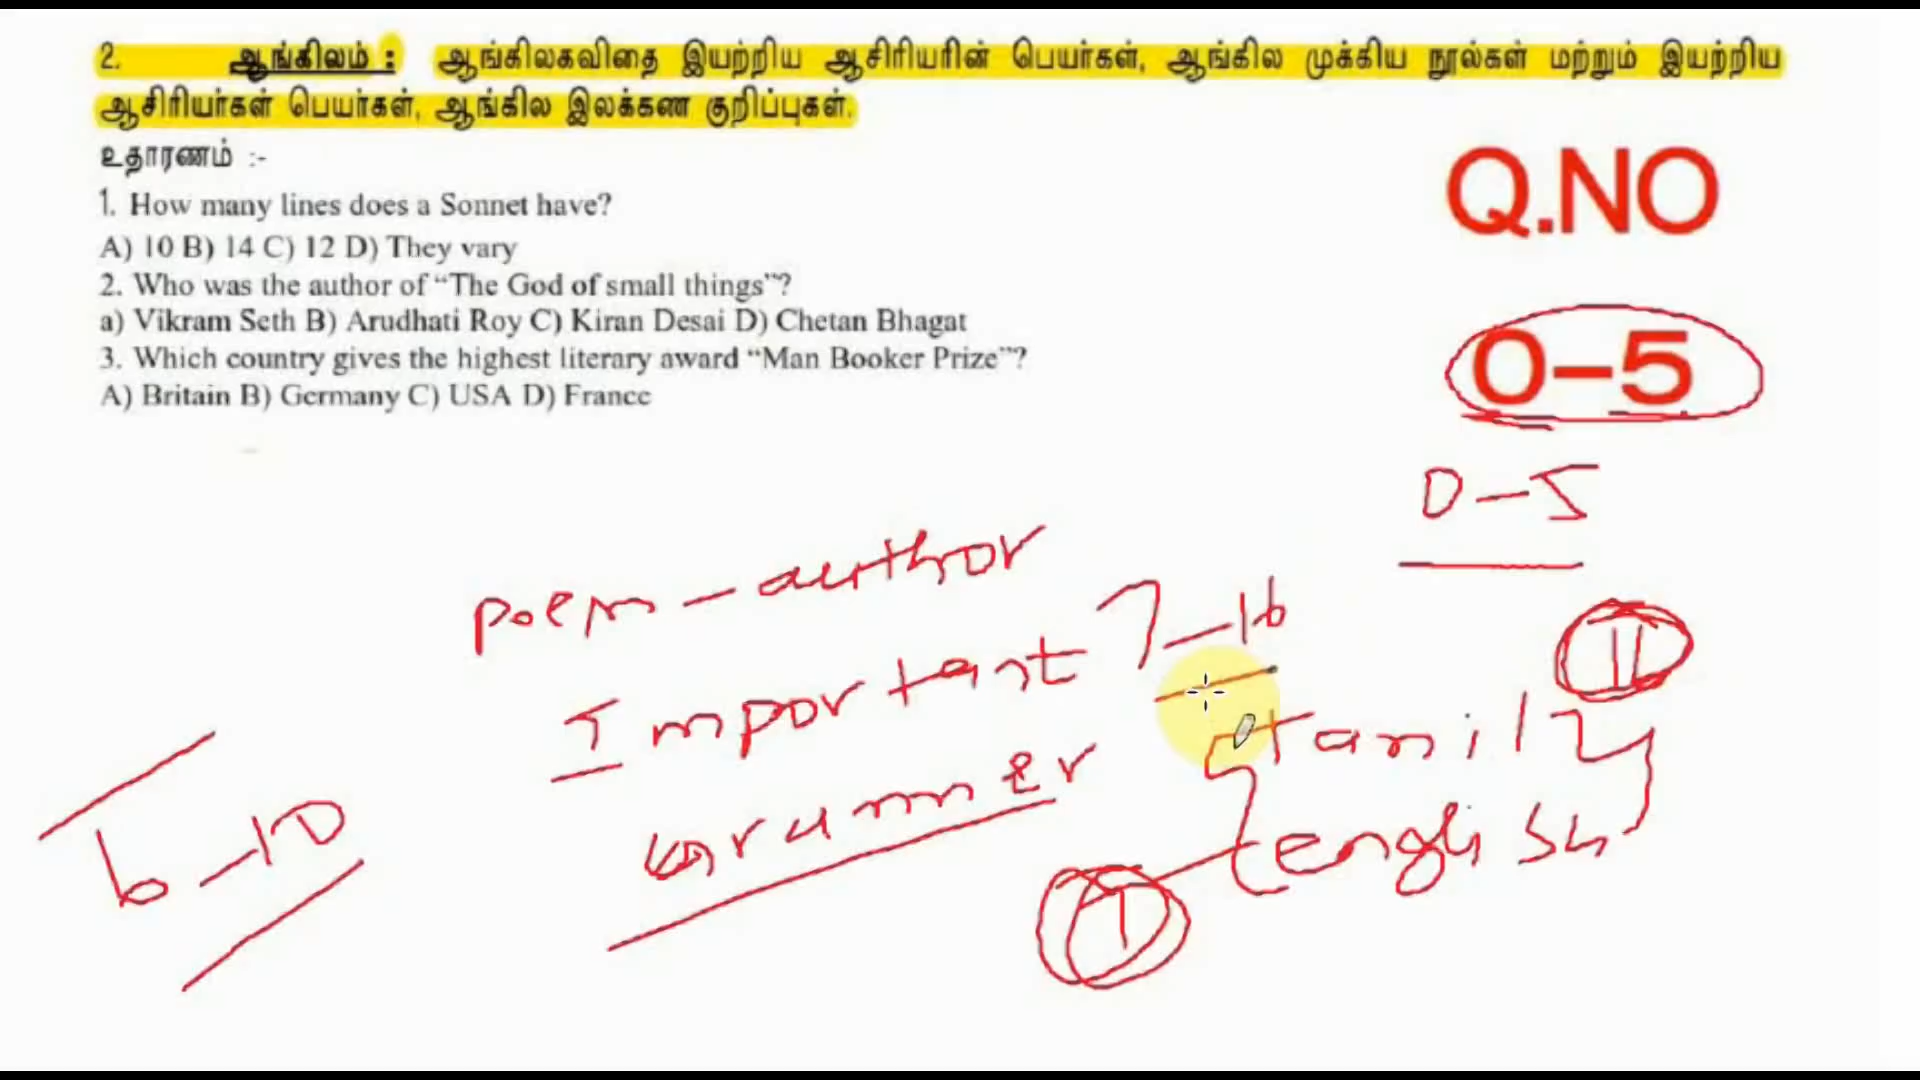 2. ஆங்கிலம் : ஆங்கிலகவிதை இயற்றிய ஆசிரியரின் பெயர்கள், ஆங்கில முக்கிய நூல்கள் மற்றும் இயற்றிய
ஆசிரியர்கள் பெயர்கள், ஆங்கில இலக்கண குறிப்புகள்.
உதாரணம் :-
1. How many lines does a Sonnet have?
A) 10 B) 14 C) 12 D) They vary
2. Who was the author of “The God of small things”?
a) Vikram Seth B) Arudhati Roy C) Kiran Desai D) Chetan Bhagat
3. Which country gives the highest literary award “Man Booker Prize”?
A) Britain B) Germany C) USA D) France
Q.NO
0-5
0-5
poem - author
Important
7-10
11
Tamil
Grummer
english
6-10
1